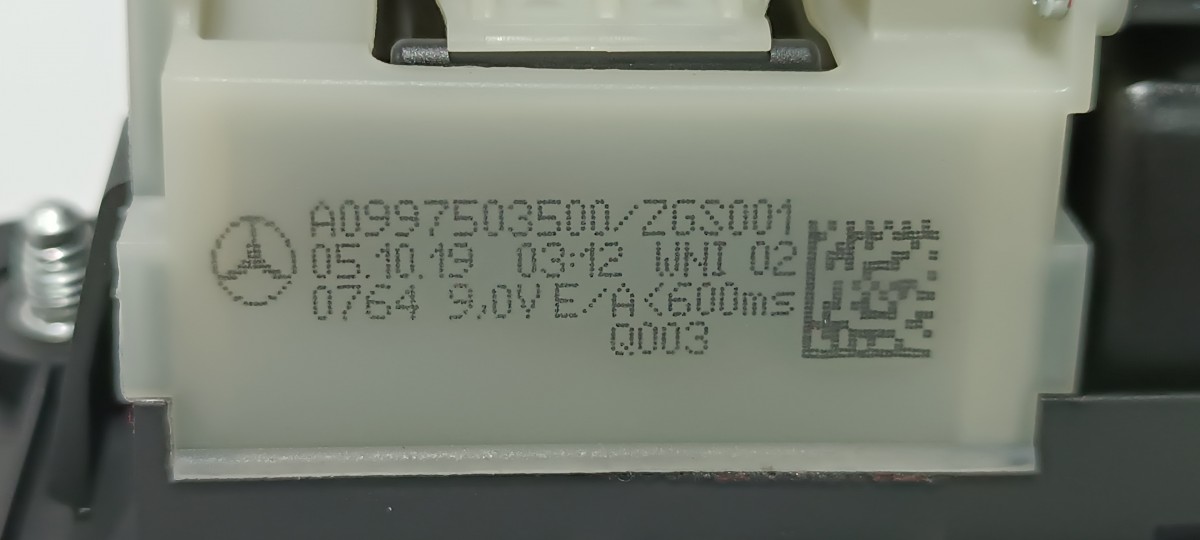 A0997503500/ZGS001
05.10.19 03:12 WNI 02
0764 9,0V E/A<600ms
Q003